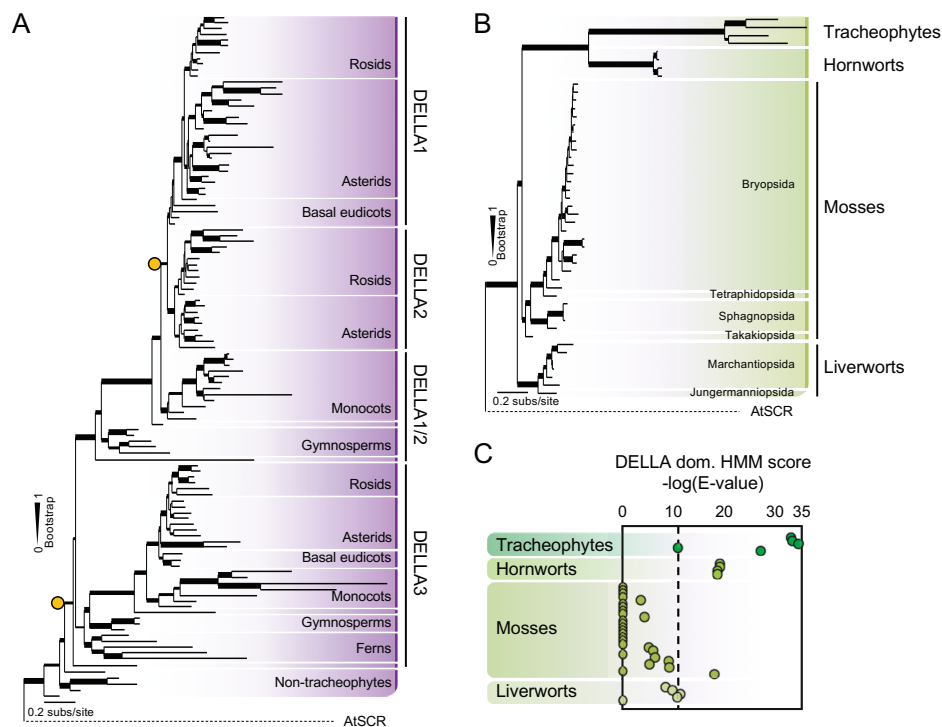 A
Rosids
Asterids
Basal eudicots
Rosids
Asterids
Monocots
Gymnosperms
Rosids
Asterids
Basal eudicots
Monocots
Gymnosperms
Ferns
Non-tracheophytes
DELLA1
DELLA2
DELLA1/2
DELLA3
0 1
Bootstrap
0.2 subs/site
AtSCR
B
Tracheophytes
Hornworts
Bryopsida
Mosses
Tetraphidopsida
Sphagnopsida
Takakiopsida
Marchantiopsida
Liverworts
Jungermanniopsida
0 1
Bootstrap
0.2 subs/site
AtSCR
C
DELLA dom. HMM score
-log(E-value)
0 10 20 35
Tracheophytes
Hornworts
Mosses
Liverworts